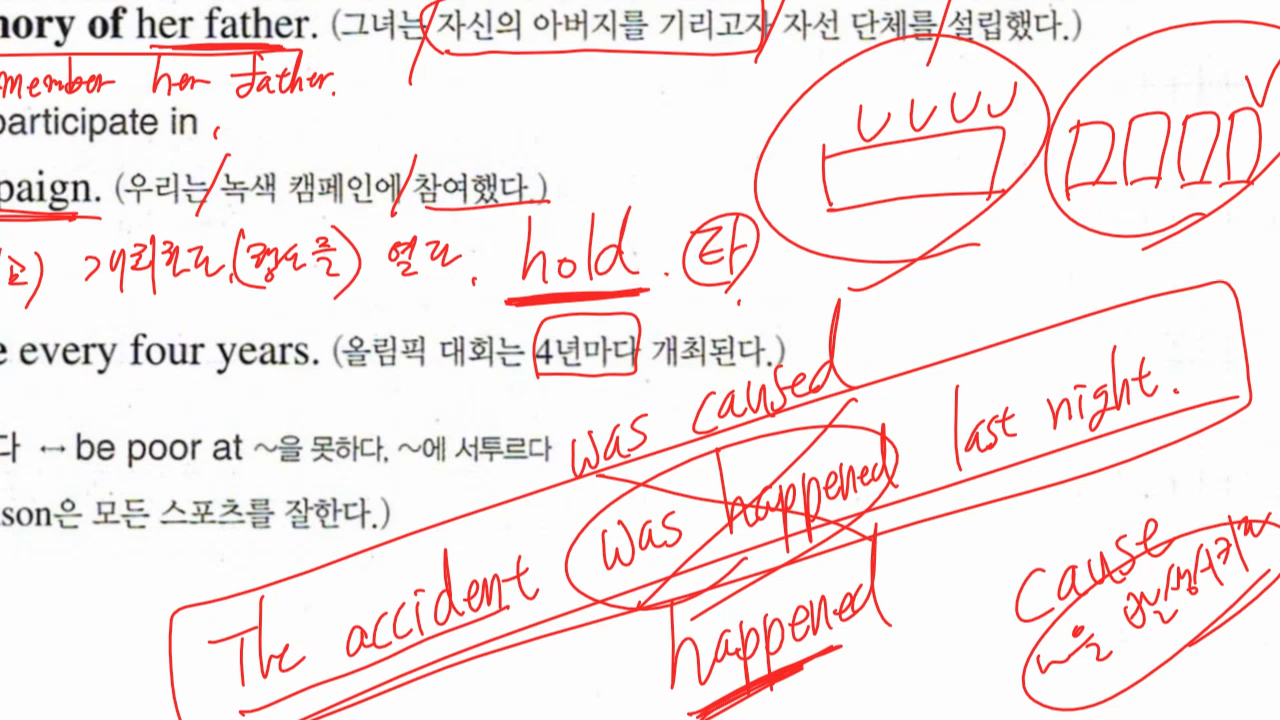 mory of her father. (그녀는 자신의 아버지를 기리고자 자선 단체를 설립했다.)
member her father.
participate in
paign. (우리는 녹색 캠페인에 참여했다.)
개최하다, (행사를) 열다. hold. 타
e every four years. (올림픽 대회는 4년마다 개최된다.)
was caused
다 ↔ be poor at ~을 못하다, ~에 서투르다
son은 모든 스포츠를 잘한다.)
The accident was happened last night.
happened
cause
~을 발생시키다